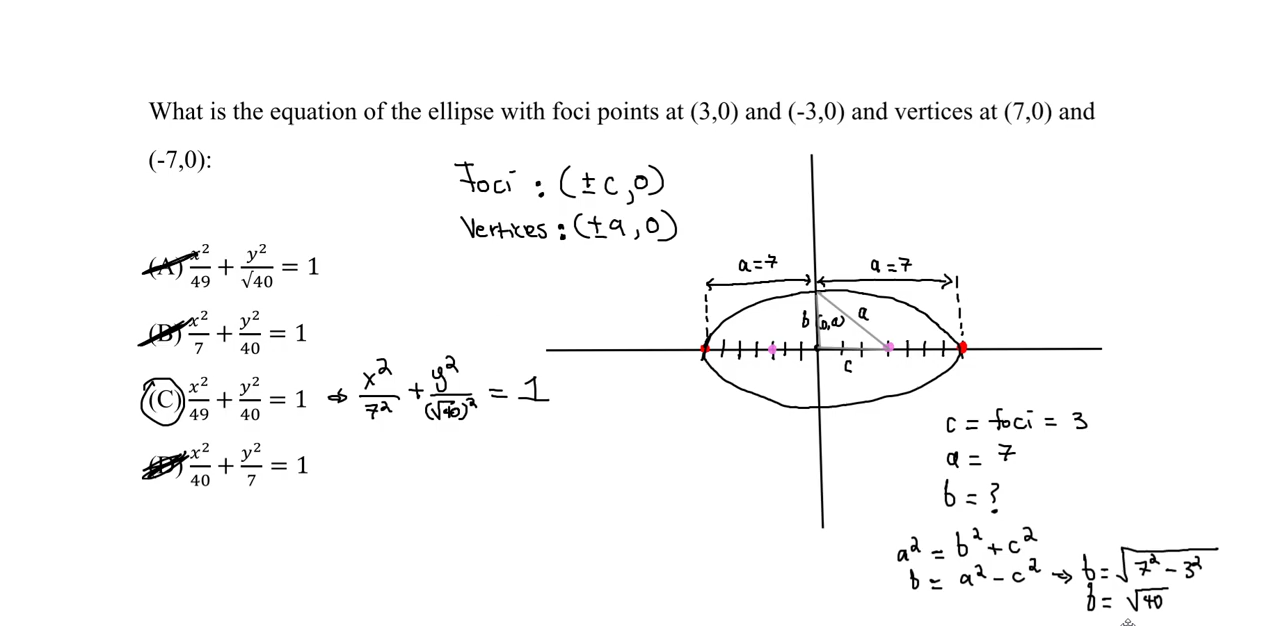 What is the equation of the ellipse with foci points at (3,0) and (-3,0) and vertices at (7,0) and
(-7,0):
Foci : (±c,0)
Vertices : (±a,0)
(A) x²/49 + y²/√40 = 1
(B) x²/7 + y²/40 = 1
(C) x²/49 + y²/40 = 1 ⇒ x²/7² + y²/(√40)² = 1
(D) x²/40 + y²/7 = 1
a=7 a=7
b (0,a) a
c
c = foci = 3
a = 7
b = ?
a² = b² + c²
b = a² - c² ⇒ b = √7² - 3²
b = √40